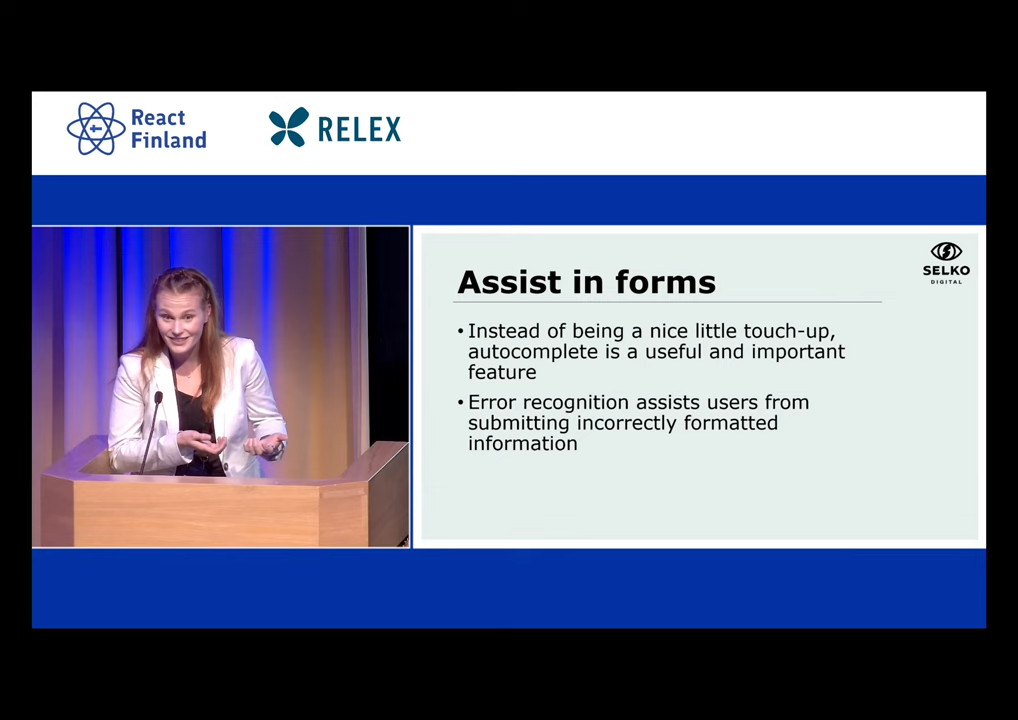 React
Finland
RELEX
SELKO
DIGITAL
Assist in forms
• Instead of being a nice little touch-up,
autocomplete is a useful and important
feature
• Error recognition assists users from
submitting incorrectly formatted
information